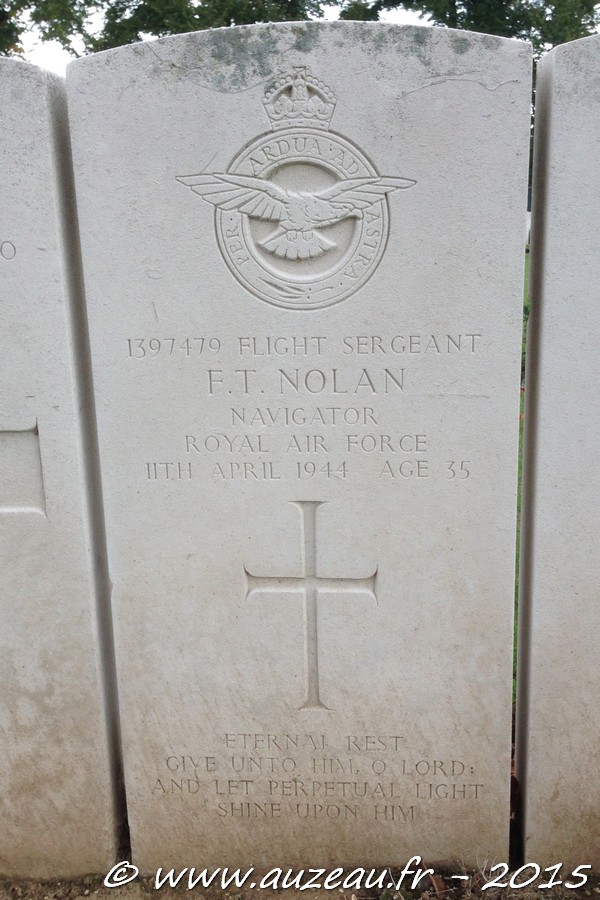 PER · ARDUA · AD ASTRA
O
1397479 FLIGHT SERGEANT
F.T. NOLAN
NAVIGATOR
ROYAL AIR FORCE
11TH APRIL 1944 AGE 35
ETERNAL REST
GIVE UNTO HIM, O LORD:
AND LET PERPETUAL LIGHT
SHINE UPON HIM
©www.auzeau.fr - 2015